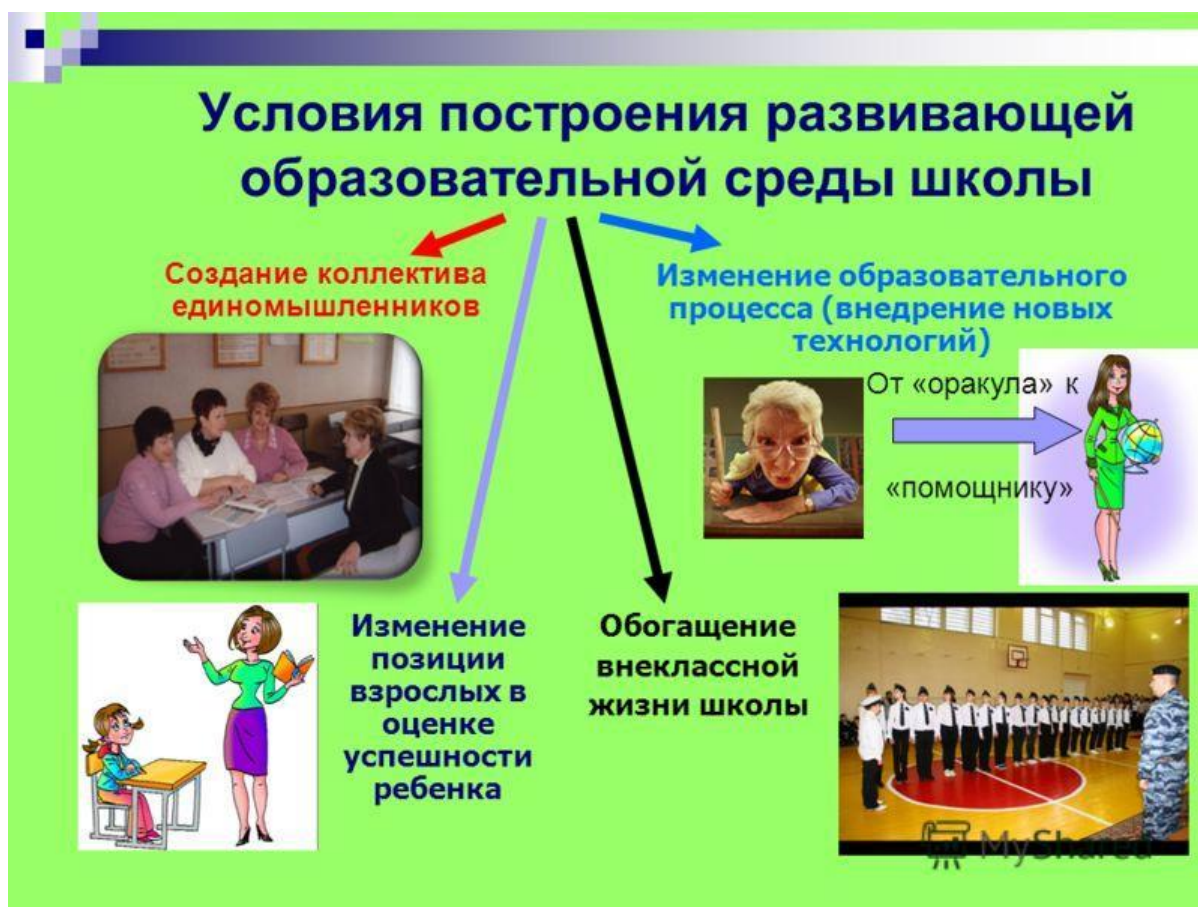 Условия построения развивающей
образовательной среды школы
Создание коллектива
единомышленников
Изменение образовательного
процесса (внедрение новых
технологий)
От «оракула» к
«помощнику»
Изменение
позиции
взрослых в
оценке
успешности
ребенка
Обогащение
внеклассной
жизни школы
MyShared